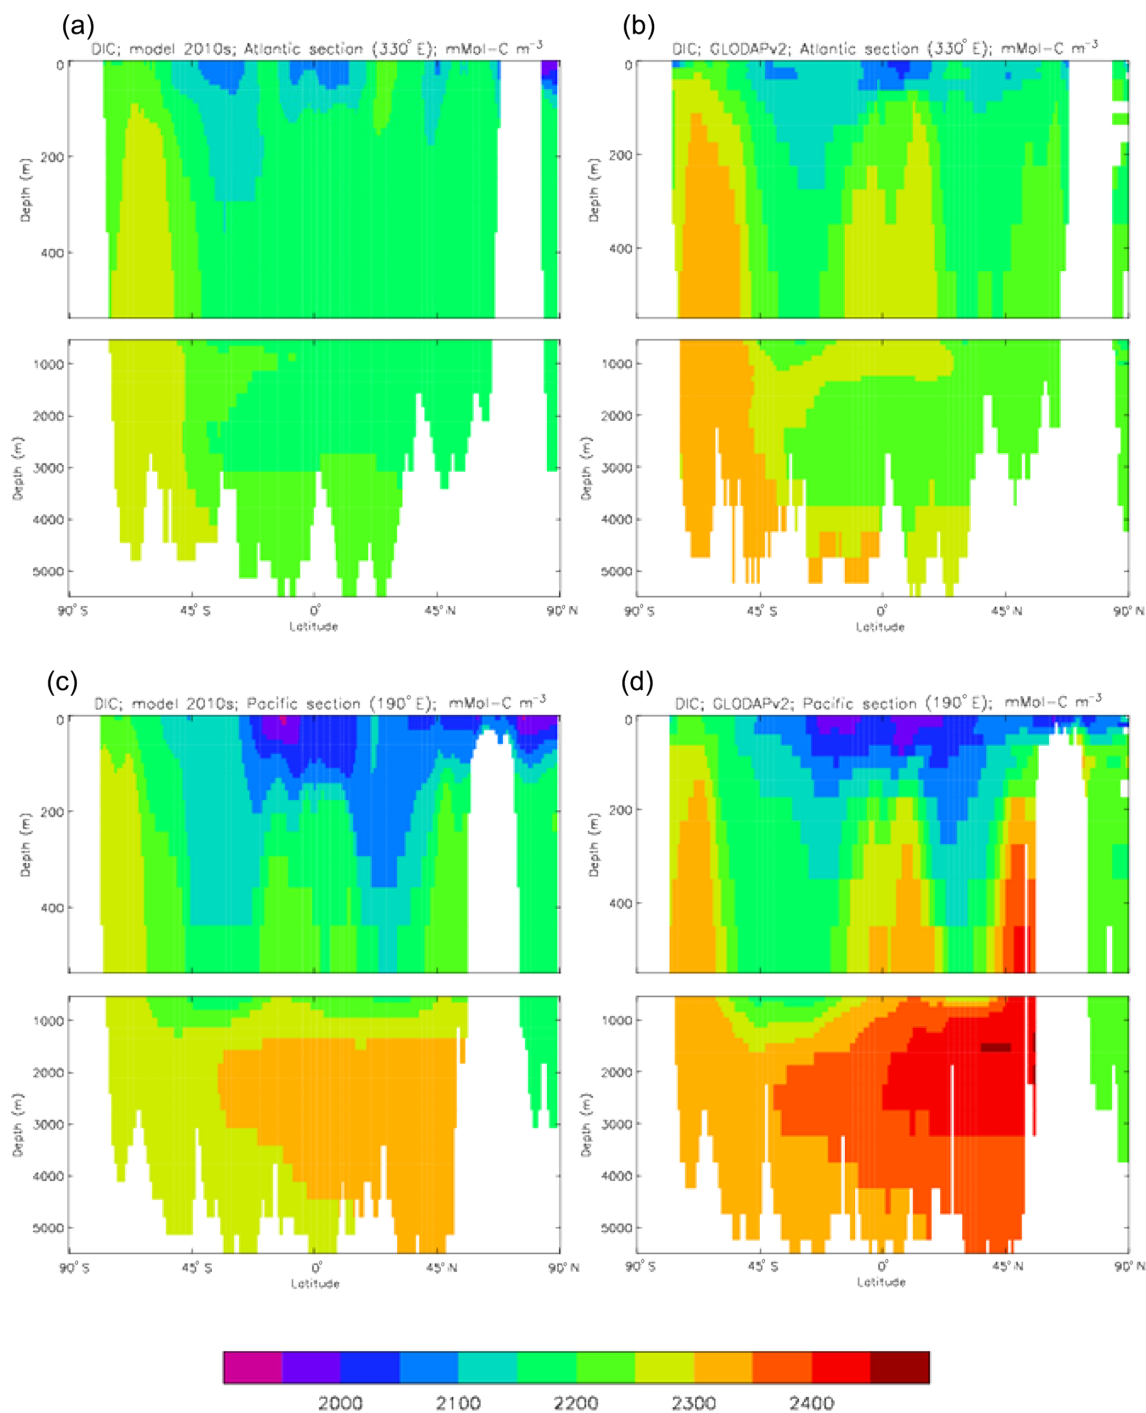 (a)
DIC; model 2010s; Atlantic section (330° E); mMol-C m⁻³
0
200
400
Depth (m)
1000
2000
3000
4000
5000
Depth (m)
90° S 45° S 0° 45° N 90° N
Latitude
(b)
DIC; GLODAPv2; Atlantic section (330° E); mMol-C m⁻³
0
200
400
Depth (m)
1000
2000
3000
4000
5000
Depth (m)
90° S 45° S 0° 45° N 90° N
Latitude
(c)
DIC; model 2010s; Pacific section (190° E); mMol-C m⁻³
0
200
400
Depth (m)
1000
2000
3000
4000
5000
Depth (m)
90° S 45° S 0° 45° N 90° N
Latitude
(d)
DIC; GLODAPv2; Pacific section (190° E); mMol-C m⁻³
0
200
400
Depth (m)
1000
2000
3000
4000
5000
Depth (m)
90° S 45° S 0° 45° N 90° N
Latitude
2000 2100 2200 2300 2400